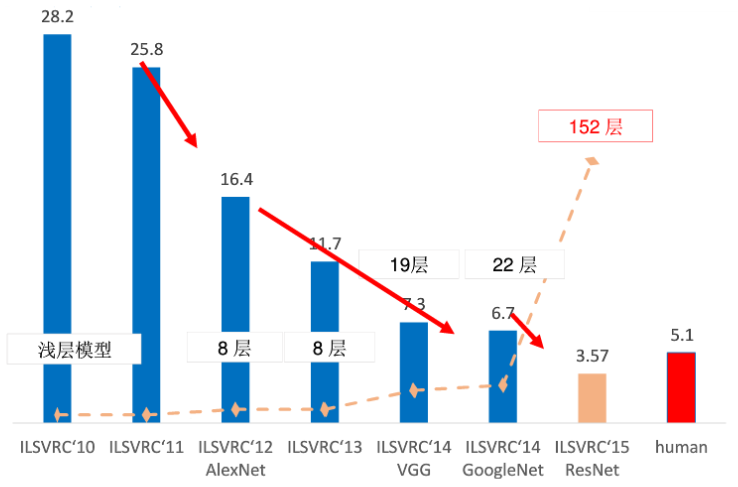 28.2
25.8
152 层
16.4
19层
22 层
11.7
7.3
6.7
浅层模型
8 层
8 层
3.57
5.1
ILSVRC‘10
ILSVRC‘11
ILSVRC‘12
AlexNet
ILSVRC‘13
ILSVRC‘14
VGG
ILSVRC‘14
GoogleNet
ILSVRC‘15
ResNet
human